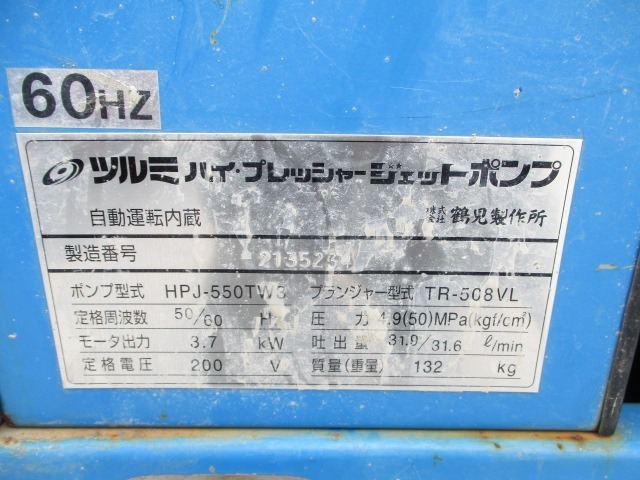 60HZ
ツルミ ハイ・プレッシャージェットポンプ
自動運転内蔵 株式会社 鶴見製作所
製造番号
ポンプ型式 HPJ-550TW3 プランジャー型式 TR-508VL
定格周波数 50/60 Hz 圧力 4.9(50)MPa(kgf/cm²)
モータ出力 3.7 kW 吐出量 31.9/31.6 ℓ/min
定格電圧 200 V 質量(重量) 132 kg